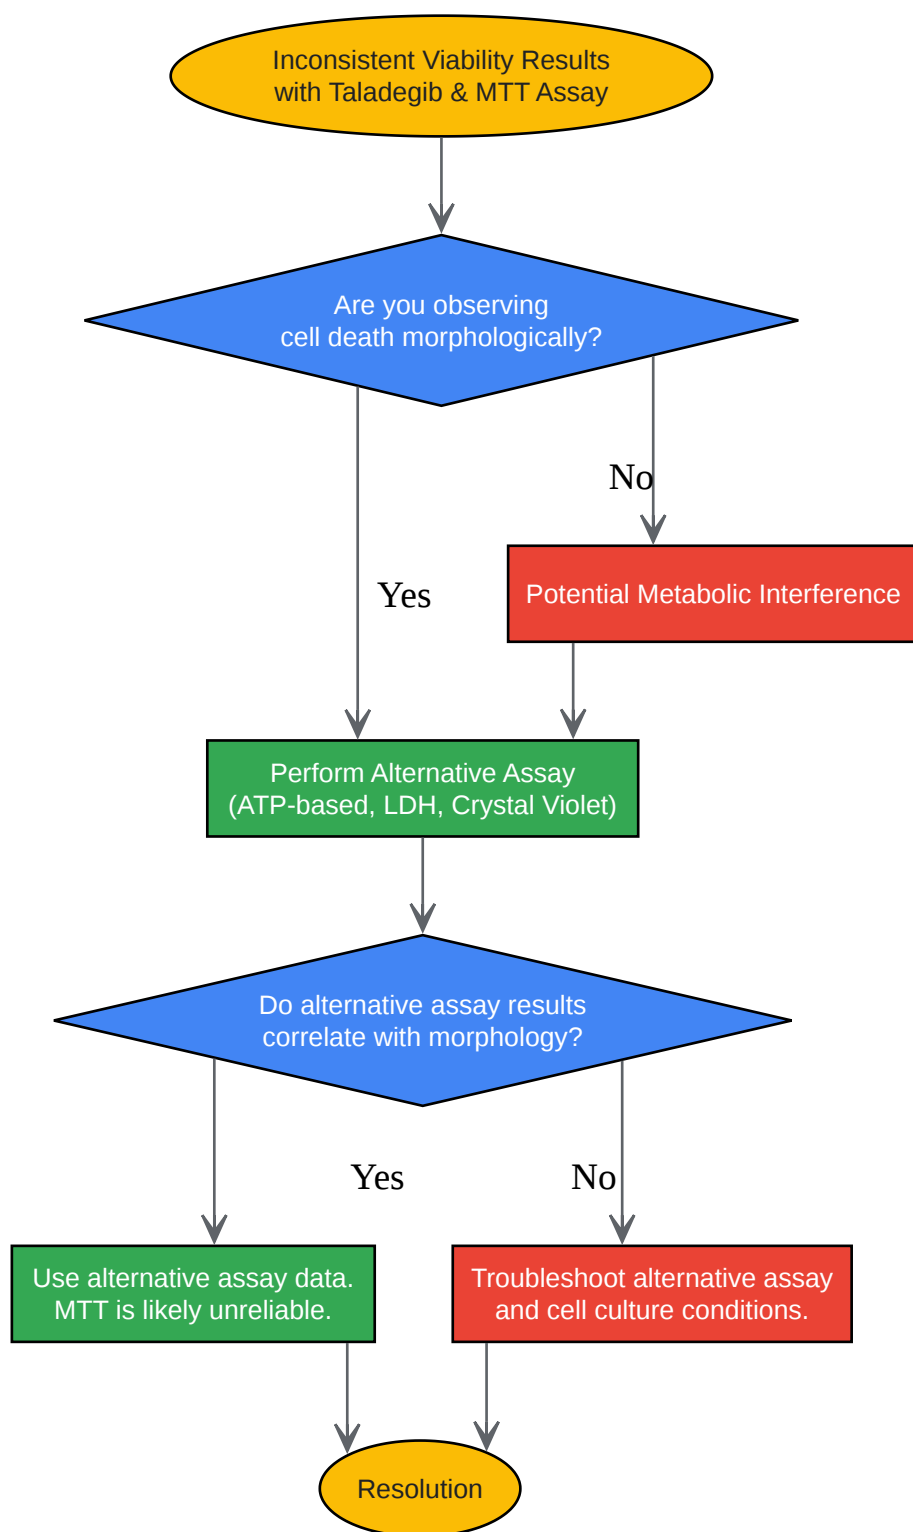 Inconsistent Viability Results
with Taladegib & MTT Assay
Are you observing
cell death morphologically?
No
Yes
Potential Metabolic Interference
Perform Alternative Assay
(ATP-based, LDH, Crystal Violet)
Do alternative assay results
correlate with morphology?
Yes
No
Use alternative assay data.
MTT is likely unreliable.
Troubleshoot alternative assay
and cell culture conditions.
Resolution